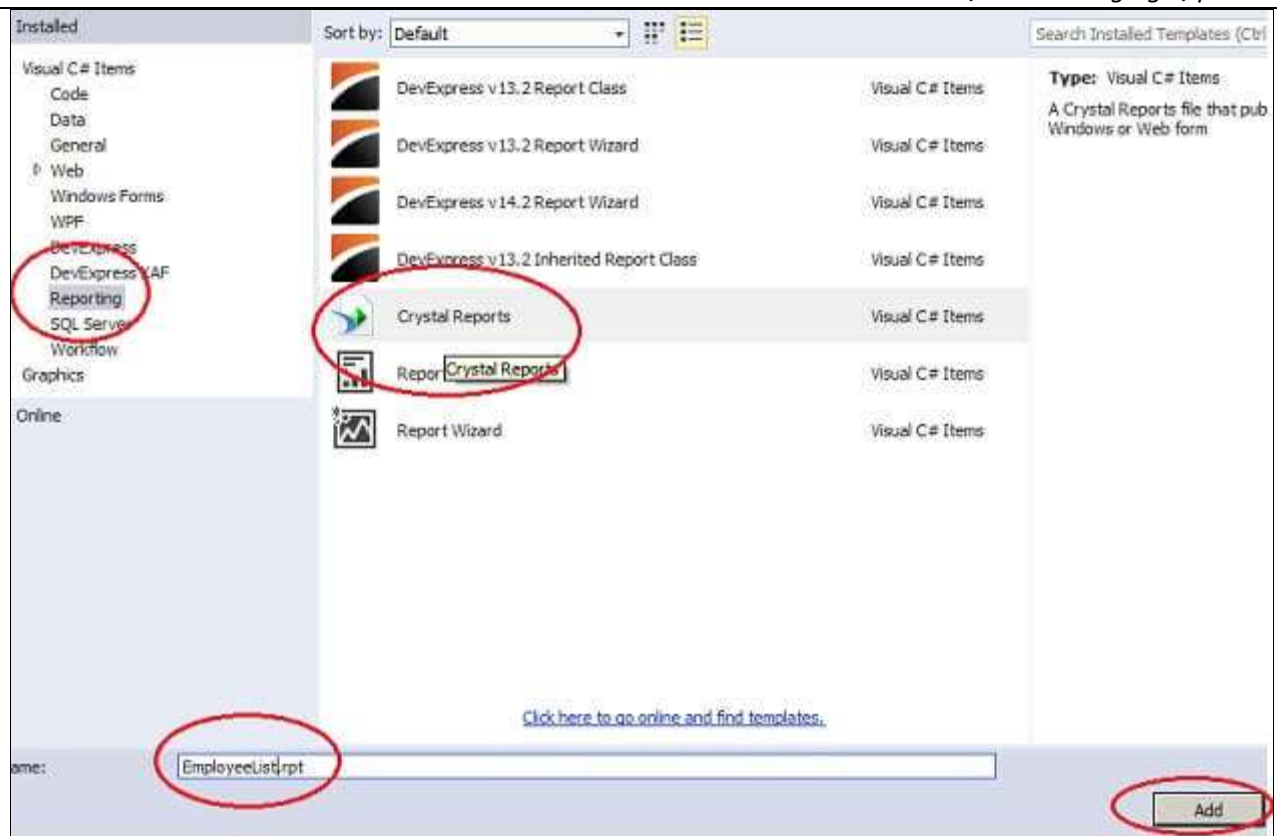 Installed
Sort by: Default
Search Installed Templates (Ctrl
Visual C# Items
Code
Data
General
Web
Windows Forms
WPF
DevExpress
DevExpress XAF
Reporting
SQL Server
Workflow
Graphics
Online
DevExpress v13.2 Report Class Visual C# Items
DevExpress v13.2 Report Wizard Visual C# Items
DevExpress v14.2 Report Wizard Visual C# Items
DevExpress v13.2 Inherited Report Class Visual C# Items
Crystal Reports Visual C# Items
Repor Crystal Reports Visual C# Items
Report Wizard Visual C# Items
Type: Visual C# Items
A Crystal Reports file that pub
Windows or Web form
Click here to go online and find templates.
ame: EmployeeList.rpt
Add